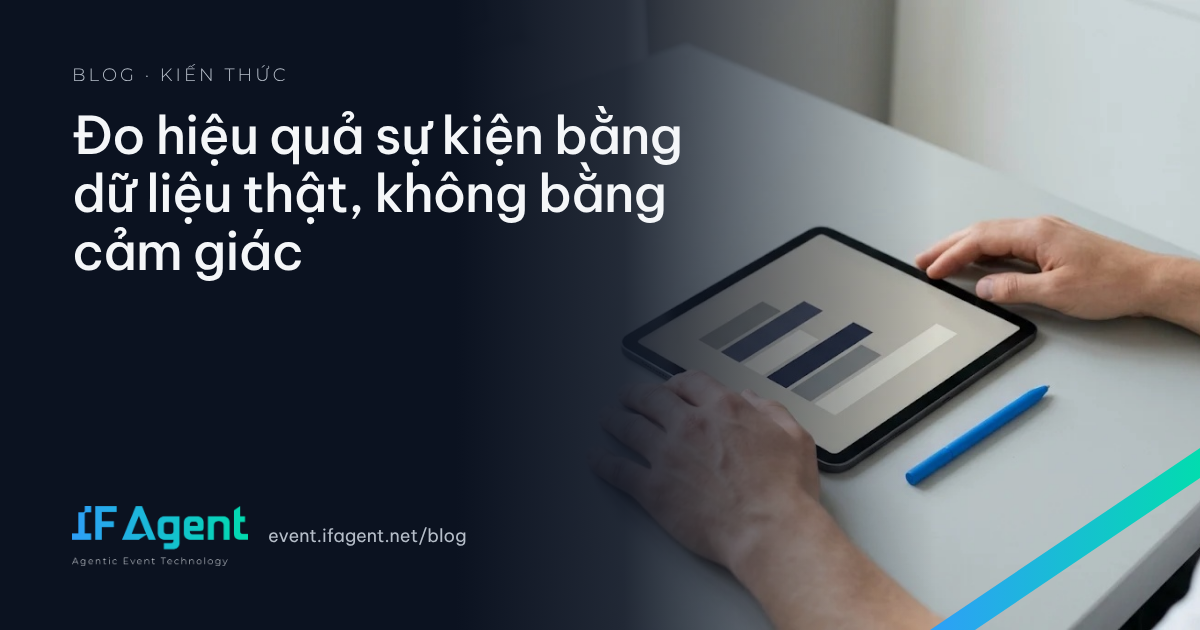 BLOG · KIẾN THỨC
Đo hiệu quả sự kiện bằng
dữ liệu thật, không bằng
cảm giác
IF Agent
event.ifagent.net/blog
Agentic Event Technology